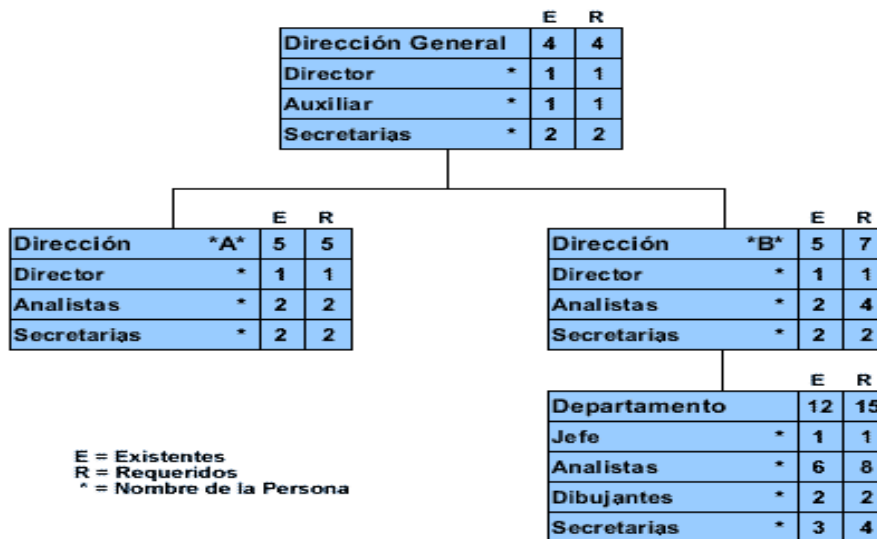 E R
Dirección General 4 4
Director * 1 1
Auxiliar * 1 1
Secretarias * 2 2
E R
Dirección *A* 5 5
Director * 1 1
Analistas * 2 2
Secretarias * 2 2
E R
Dirección *B* 5 7
Director * 1 1
Analistas * 2 4
Secretarias * 2 2
E R
Departamento 12 15
Jefe * 1 1
Analistas * 6 8
Dibujantes * 2 2
Secretarias * 3 4
E = Existentes
R = Requeridos
* = Nombre de la Persona